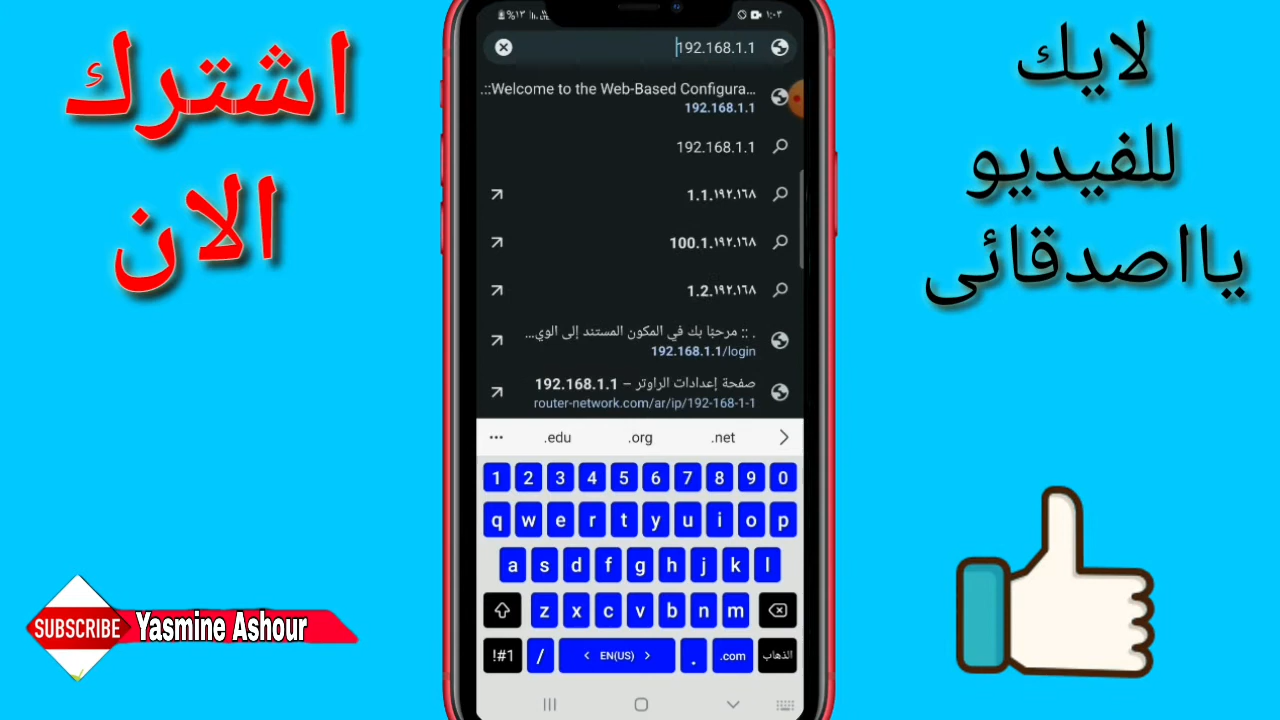 اشترك
الان
لايك
للفيديو
يااصدقائى
%١٣
١:٠٣
192.168.1.1
.::Welcome to the Web-Based Configura…
192.168.1.1
192.168.1.1
1.1.١٩٢.١٦٨
100.1.١٩٢.١٦٨
1.2.١٩٢.١٦٨
. :: مرحبًا بك في المكون المستند إلى الوي...
192.168.1.1/login
صفحة إعدادات الراوتر – 192.168.1.1
router-network.com/ar/ip/192-168-1-1
... .edu .org .net
1 2 3 4 5 6 7 8 9 0
q w e r t y u i o p
a s d f g h j k l
z x c v b n m
!#1 / < EN(US) > . .com الذهاب
SUBSCRIBE Yasmine Ashour